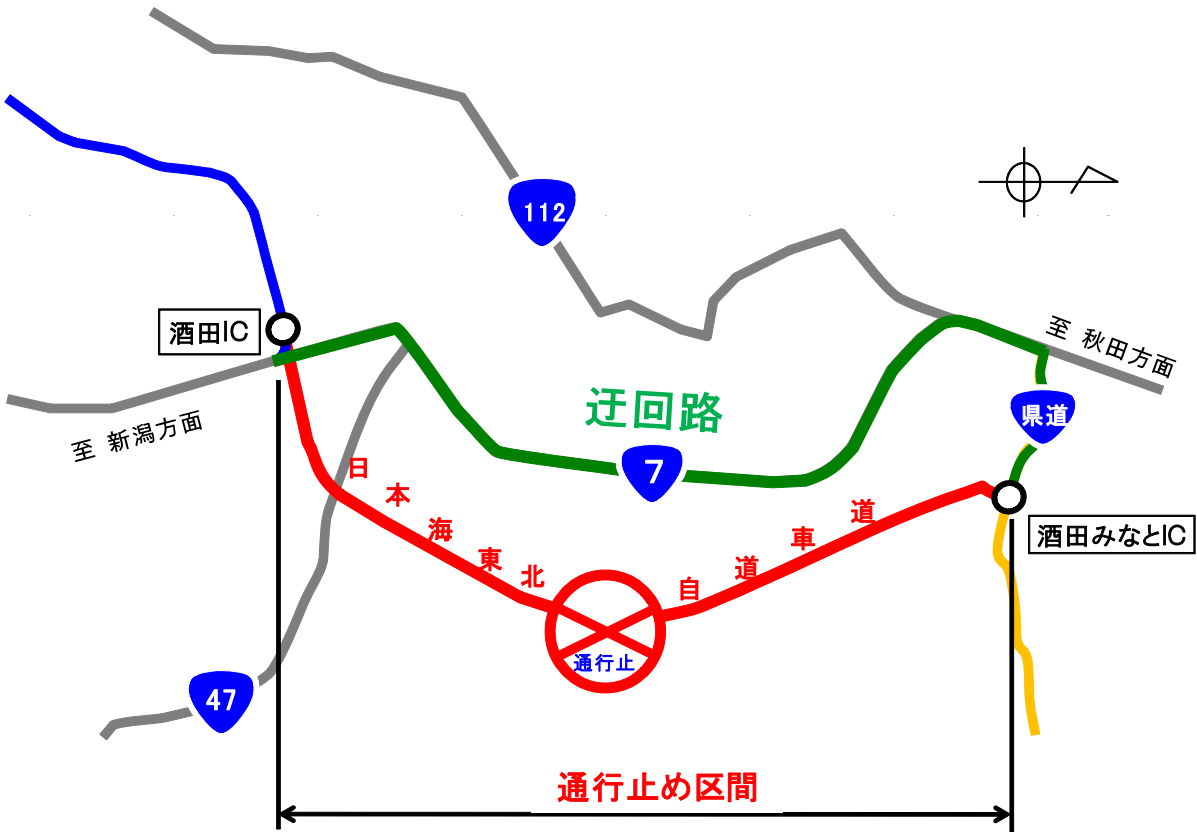 112
酒田IC
至 秋田方面
迂回路
県道
至 新潟方面
7
日本海東北自動車道
酒田みなとIC
通行止
47
通行止め区間